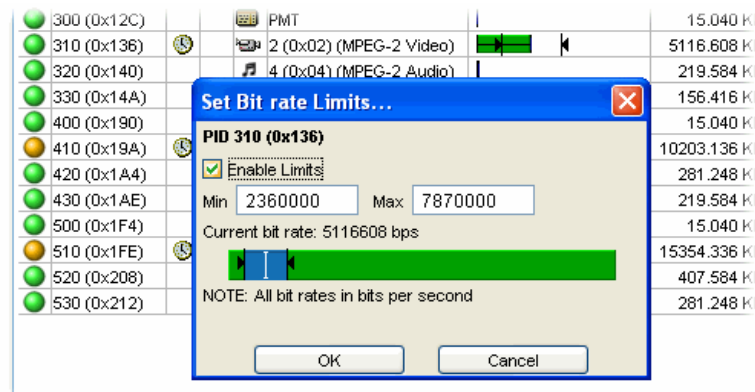 300 (0x12C) PMT 15.040 K
310 (0x136) 2 (0x02) (MPEG-2 Video) 5116.608 K
320 (0x140) 4 (0x04) (MPEG-2 Audio) 219.584 K
330 (0x14A) 156.416 K
400 (0x190) 15.040 K
410 (0x19A) 10203.136 K
420 (0x1A4) 281.248 K
430 (0x1AE) 219.584 K
500 (0x1F4) 15.040 K
510 (0x1FE) 15354.336 K
520 (0x208) 407.584 K
530 (0x212) 281.248 K
Set Bit rate Limits...
PID 310 (0x136)
Enable Limits
Min 2360000 Max 7870000
Current bit rate: 5116608 bps
NOTE: All bit rates in bits per second
OK Cancel